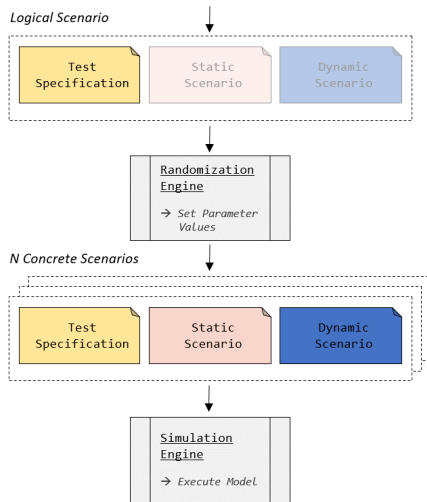 Logical Scenario
Test Specification
Static Scenario
Dynamic Scenario
Randomization
Engine
→ Set Parameter
Values
N Concrete Scenarios
Test Specification
Static Scenario
Dynamic Scenario
Simulation
Engine
→ Execute Model